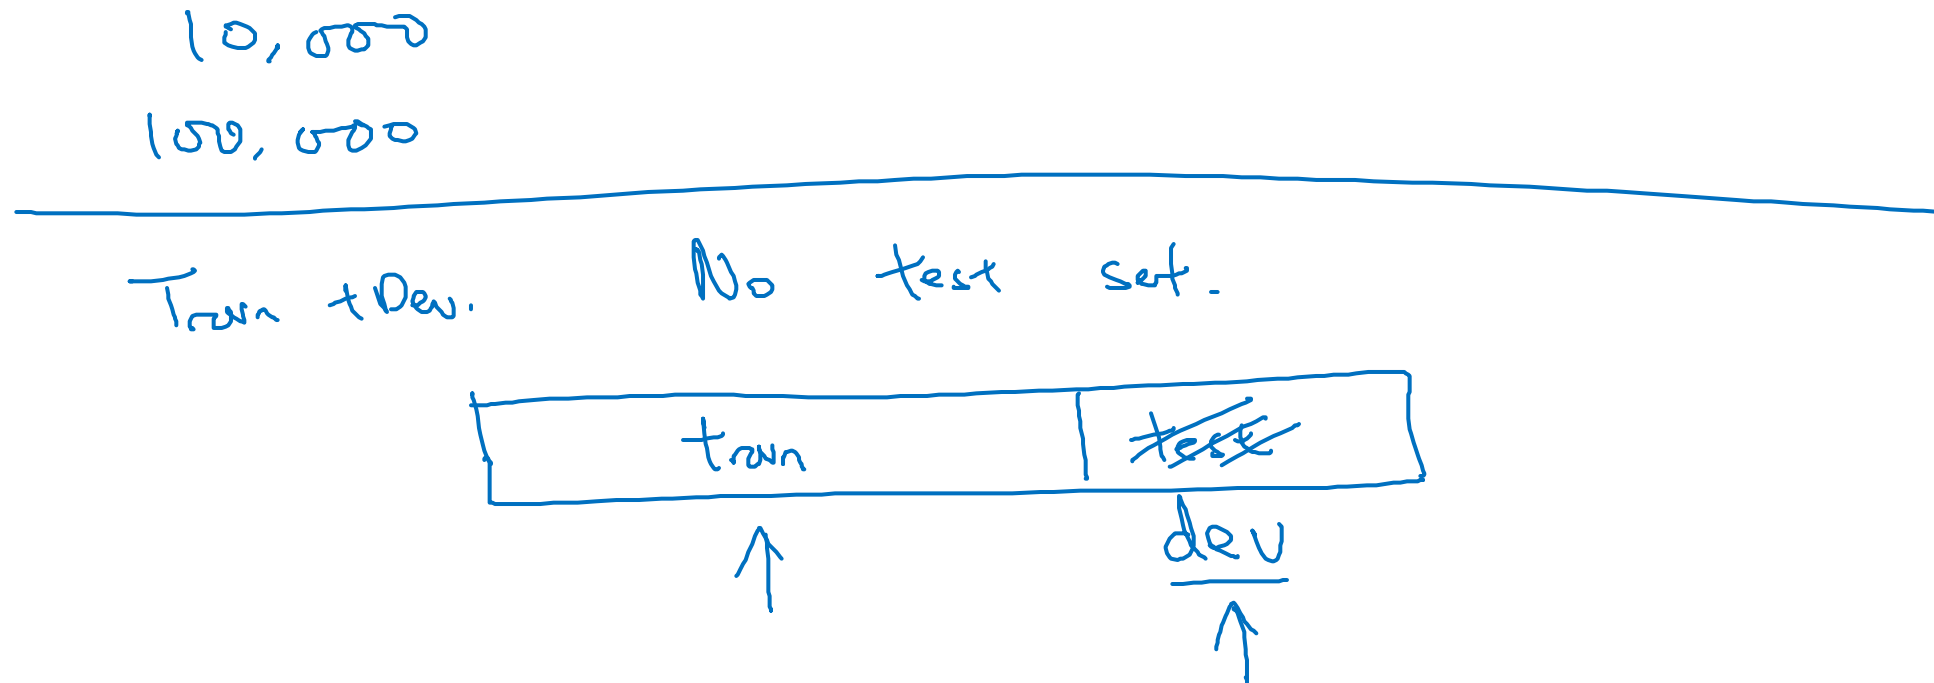 10,000
100,000
Train + Dev. No test set.
train test
dev